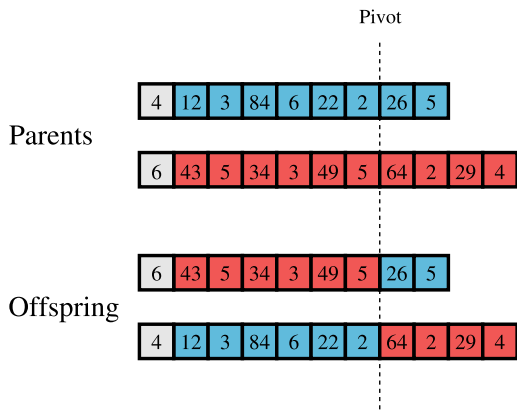 Pivot
4 12 3 84 6 22 2 26 5
Parents
6 43 5 34 3 49 5 64 2 29 4
6 43 5 34 3 49 5 26 5
Offspring
4 12 3 84 6 22 2 64 2 29 4